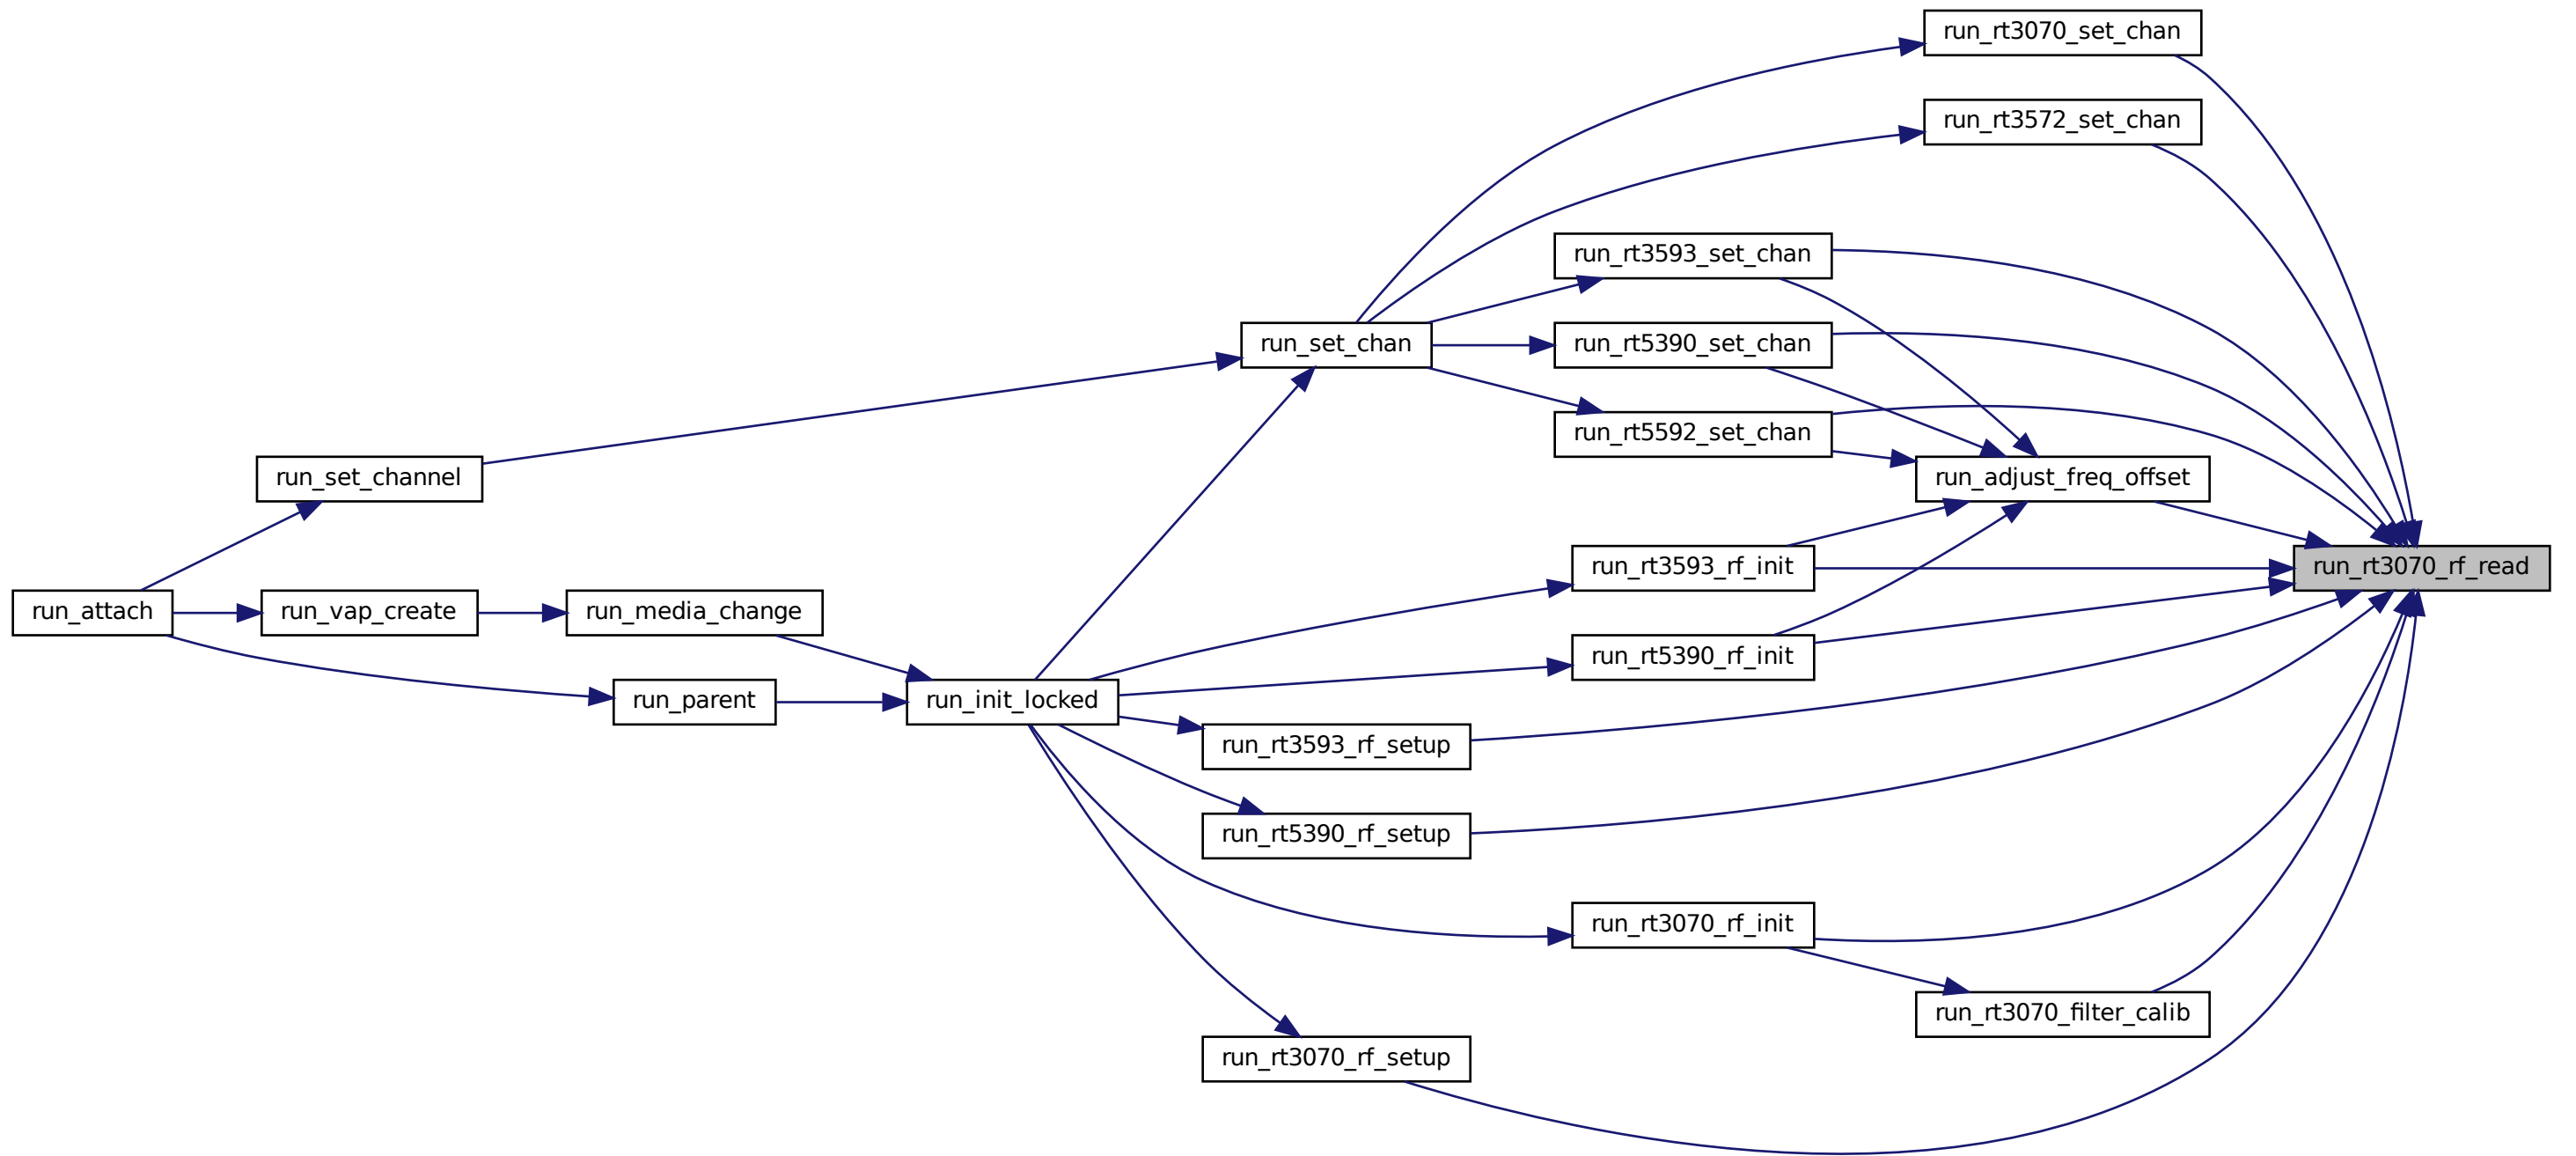 run_rt3070_set_chan
run_rt3572_set_chan
run_rt3593_set_chan
run_set_chan
run_rt5390_set_chan
run_rt5592_set_chan
run_set_channel
run_adjust_freq_offset
run_rt3593_rf_init
run_rt3070_rf_read
run_attach
run_vap_create
run_media_change
run_rt5390_rf_init
run_parent
run_init_locked
run_rt3593_rf_setup
run_rt5390_rf_setup
run_rt3070_rf_init
run_rt3070_filter_calib
run_rt3070_rf_setup